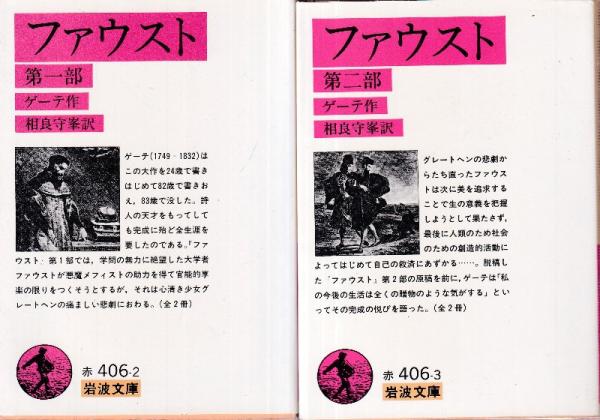 ファウスト
第一部
ゲーテ作
相良守峯訳
ゲーテ(1749-1832)は
この大作を24歳で書き
はじめて82歳で書きお
え，83歳で没した。詩
人の天才をもってして
も完成に殆ど全生涯を
要したのである。「ファ
ウスト」第1部では，学問の無力に絶望した大学者
ファウストが悪魔メフィストの助力を得て官能的享
楽の限りをつくそうとするが，それは心清き少女グ
レートヘンの痛ましい悲劇におわる。(全2冊)
赤 406-2
岩波文庫
ファウスト
第二部
ゲーテ作
相良守峯訳
グレートヘンの悲劇か
らたち直ったファウス
トは次に美を追求する
ことで生の意義を把握
しようとして果たさず，
最後に人類のため社会
のための創造的活動に
よってはじめて自己の救済にあずかる……。脱稿し
た「ファウスト」第2部の原稿を前に，ゲーテは「私
の今後の生活は全くの贈物のような気がする」とい
ってその完成の悦びを語った。(全2冊)
赤 406-3
岩波文庫